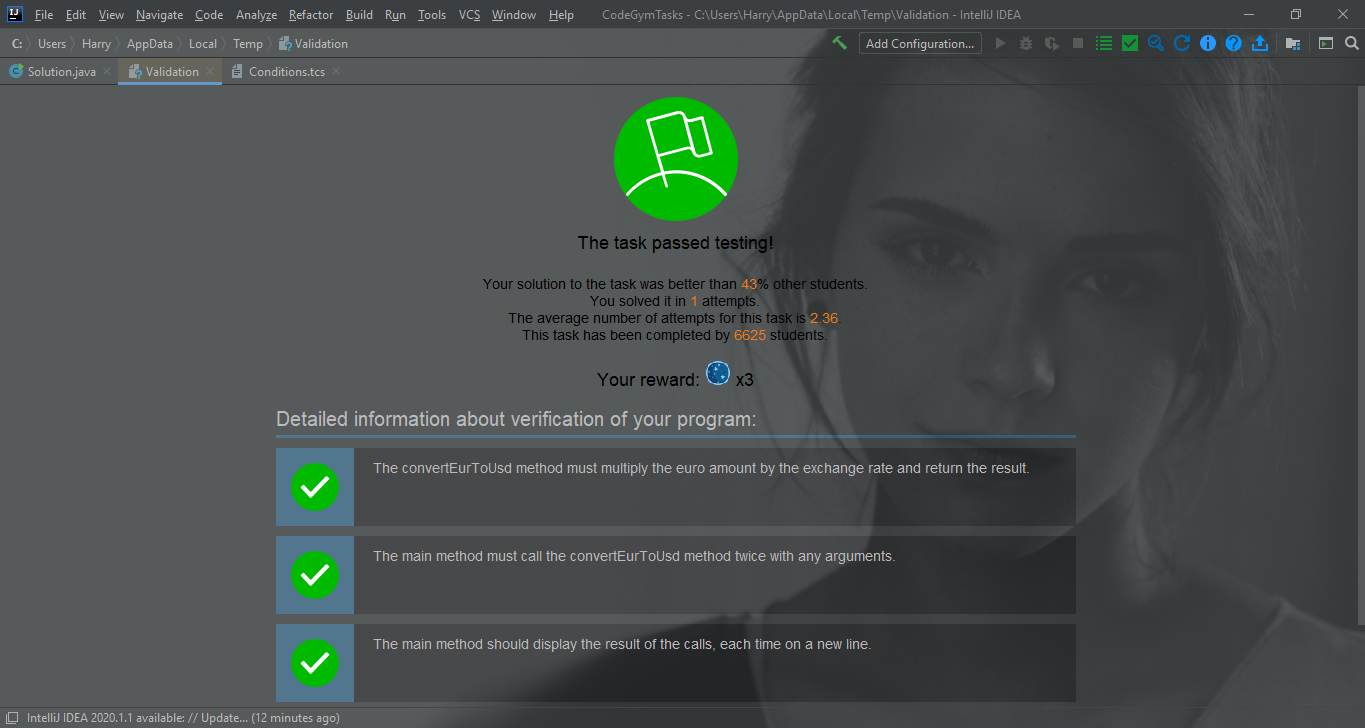 IJ File Edit View Navigate Code Analyze Refactor Build Run Tools VCS Window Help CodeGymTasks - C:\Users\Harry\AppData\Local\Temp\Validation - IntelliJ IDEA
C: Users Harry AppData Local Temp Validation Add Configuration...
Solution.java Validation Conditions.tcs
The task passed testing!
Your solution to the task was better than 43% other students.
You solved it in 1 attempts.
The average number of attempts for this task is 2.36.
This task has been completed by 6625 students.
Your reward: x3
Detailed information about verification of your program:
The convertEurToUsd method must multiply the euro amount by the exchange rate and return the result.
The main method must call the convertEurToUsd method twice with any arguments.
The main method should display the result of the calls, each time on a new line.
IntelliJ IDEA 2020.1.1 available: // Update... (12 minutes ago)